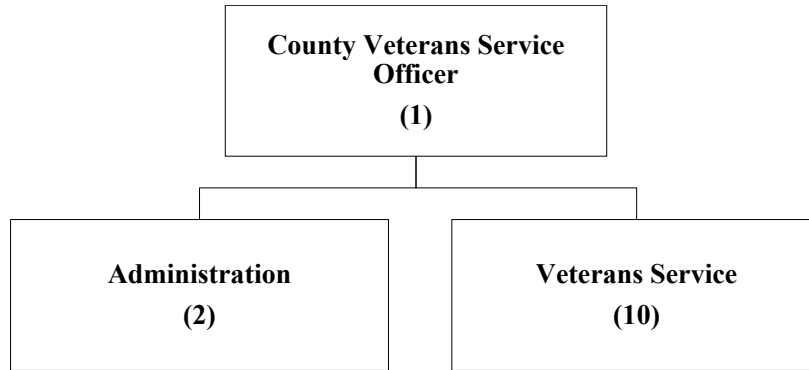 County Veterans Service
Officer
(1)
Administration
(2)
Veterans Service
(10)